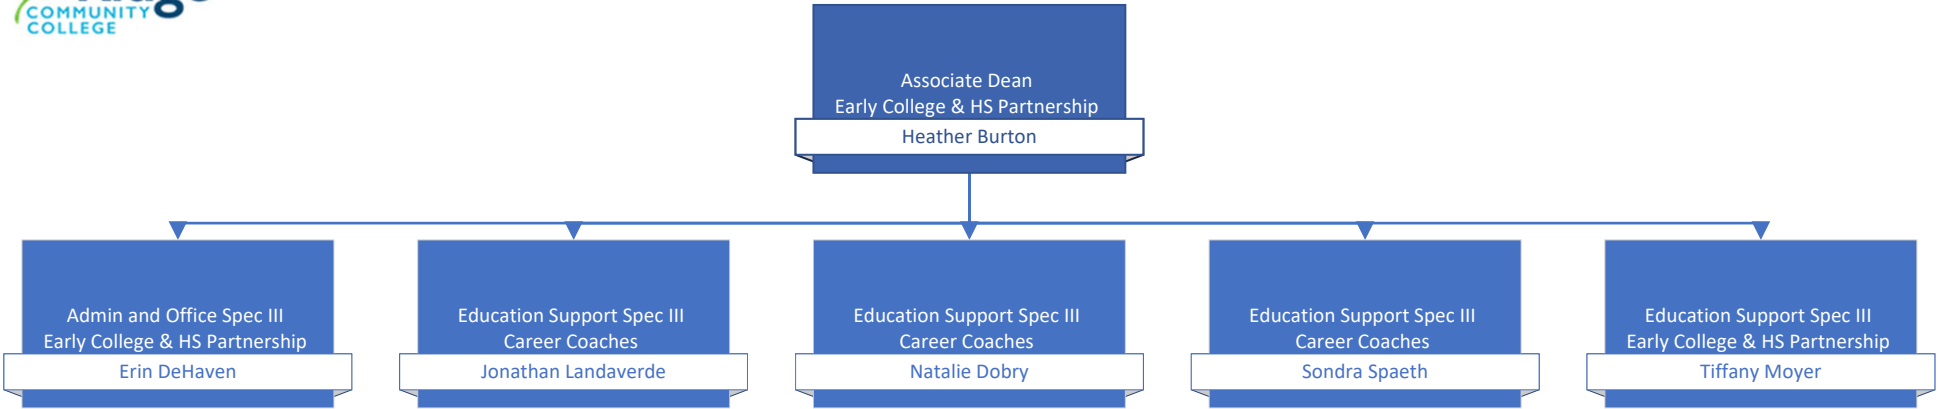 COMMUNITY
COLLEGE
Associate Dean
Early College & HS Partnership
Heather Burton
Admin and Office Spec III
Early College & HS Partnership
Erin DeHaven
Education Support Spec III
Career Coaches
Jonathan Landaverde
Education Support Spec III
Career Coaches
Natalie Dobry
Education Support Spec III
Career Coaches
Sondra Spaeth
Education Support Spec III
Early College & HS Partnership
Tiffany Moyer